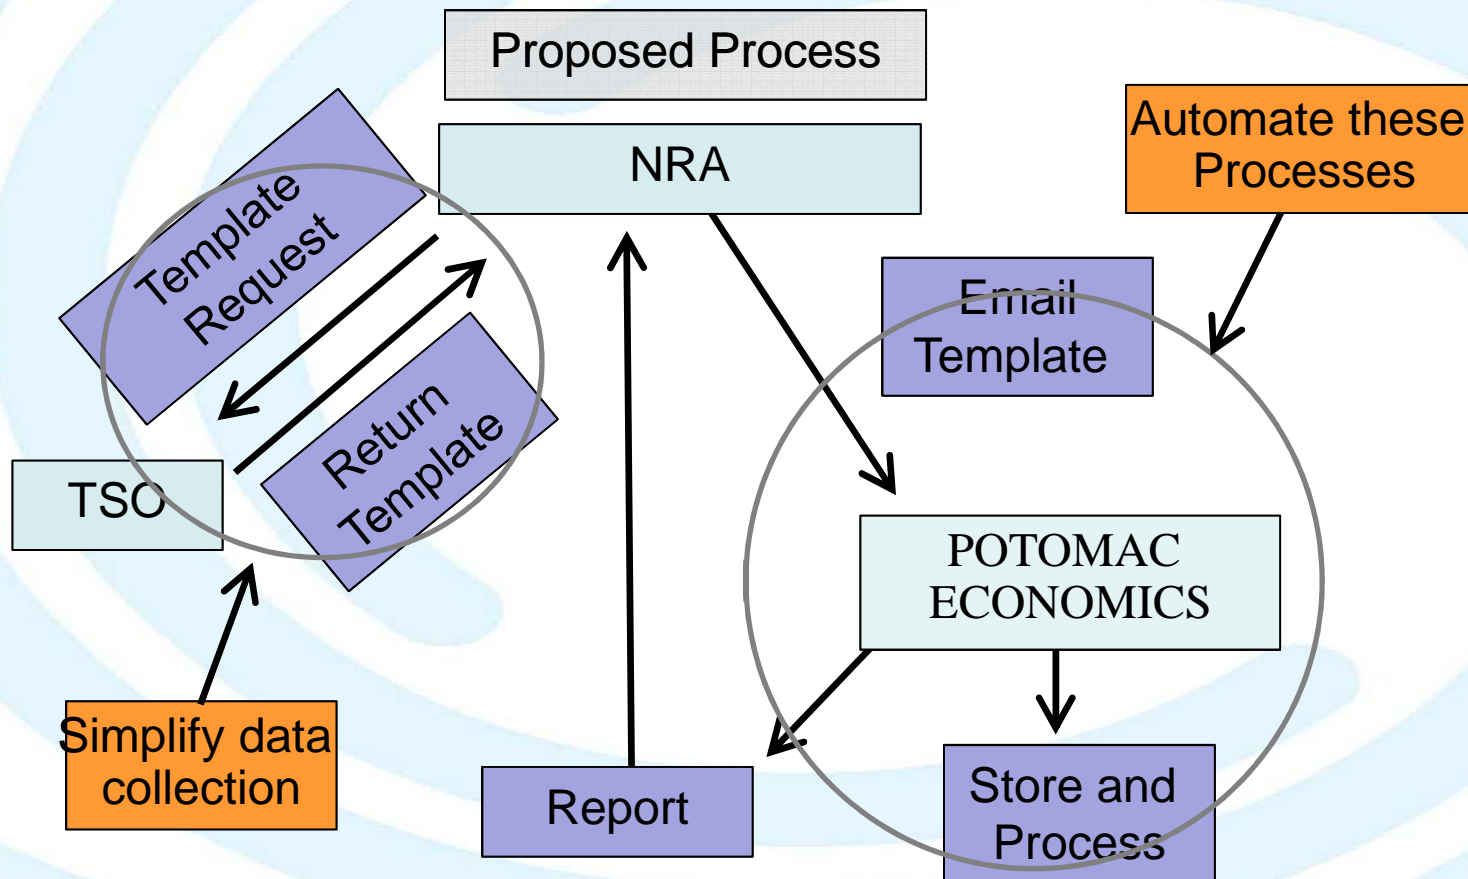 Proposed Process
NRA
Automate these
Processes
Template
Request
Email
Template
Return
Template
TSO
POTOMAC
ECONOMICS
Simplify data
collection
Report
Store and
Process